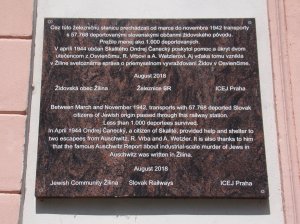 Cez túto železničnú stanicu prechádzali od marca do novembra 1942 transporty
s 57.768 deportovanými slovenskými občanmi židovského pôvodu.
Prežilo menej ako 1.000 deportovaných.
V apríli 1944 občan Skalitého Ondrej Čanecký poskytol pomoc a úkryt dvom
utečencom z Osvienčimu, R. Vrbovi a A. Wetzlerovi. Aj vďaka tomu vznikla
v Žiline svetoznáma správa o priemyselnom vyvražďovaní Židov v Osvienčime.
August 2018
Židovská obec Žilina Železnice SR ICEJ Praha
Between March and November 1942, transports with 57.768 deported Slovak
citizens of Jewish origin passed through this railway station.
Less than 1.000 deportees survived.
In April 1944 Ondrej Čanecký, a citizen of Skalité, provided help and shelter to
two escapees from Auschwitz, R. Vrba and A. Wetzler. It is also thanks to him
that the famous Auschwitz Report about industrial-scale murder of Jews in
Auschwitz was written in Žilina.
August 2018
Jewish Community Žilina Slovak Railways ICEJ Praha